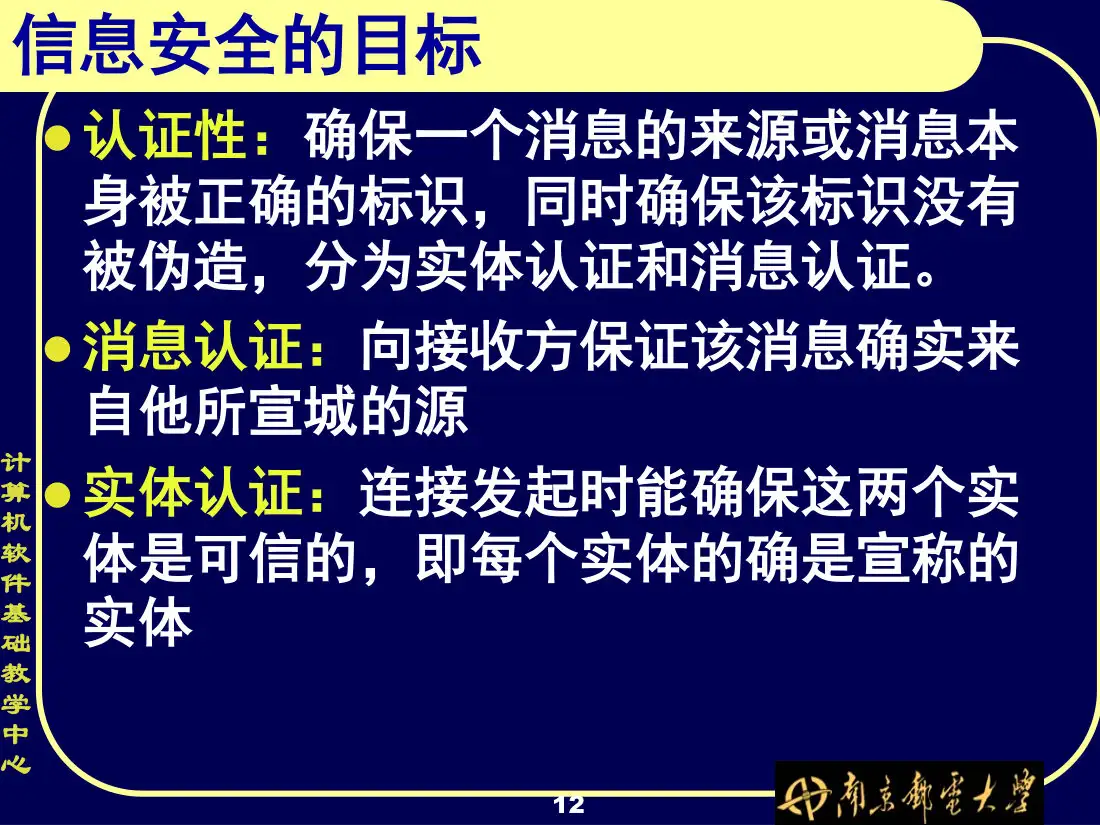 信息安全的目标
认证性：确保一个消息的来源或消息本
身被正确的标识，同时确保该标识没有
被伪造，分为实体认证和消息认证。
消息认证：向接收方保证该消息确实来
自他所宣城的源
实体认证：连接发起时能确保这两个实
体是可信的，即每个实体的确是宣称的
实体
计算机软件基础教学中心
12
南京邮电大学